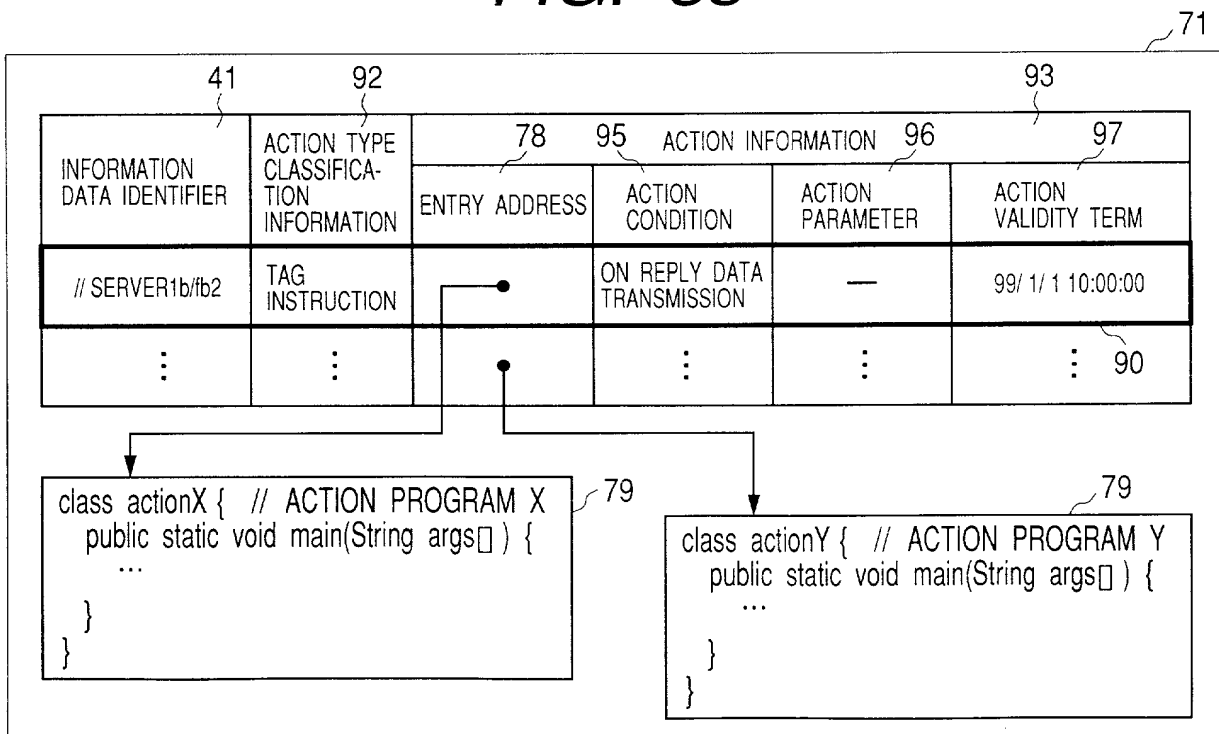 71
41
92
93
INFORMATION
DATA IDENTIFIER
ACTION TYPE
CLASSIFICA-
TION
INFORMATION
78
95
ACTION INFORMATION
96
97
ENTRY ADDRESS
ACTION
CONDITION
ACTION
PARAMETER
ACTION
VALIDITY TERM
// SERVER1b/fb2
TAG
INSTRUCTION
ON REPLY DATA
TRANSMISSION
—
99/ 1/ 1 10:00:00
90
class actionX { // ACTION PROGRAM X
public static void main(String args[] ) {
...
}
}
79
class actionY { // ACTION PROGRAM Y
public static void main(String args[] ) {
...
}
}
79